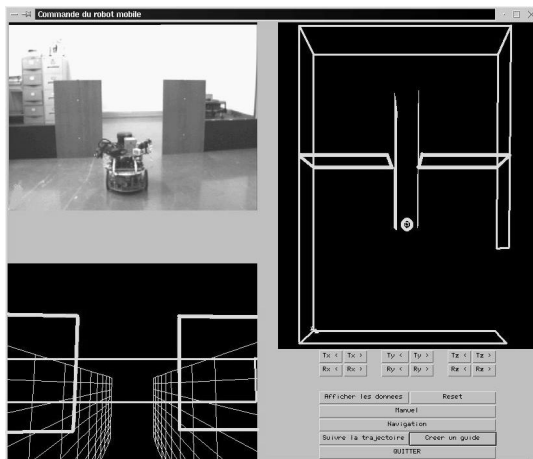 Commande du robot mobile
Tx < Tx > Ty < Ty > Tz < Tz >
Rx < Rx > Ry < Ry > Rz < Rz >
Afficher les donnees Reset
Manuel
Navigation
Suivre la trajectoire Creer un guide
QUITTER